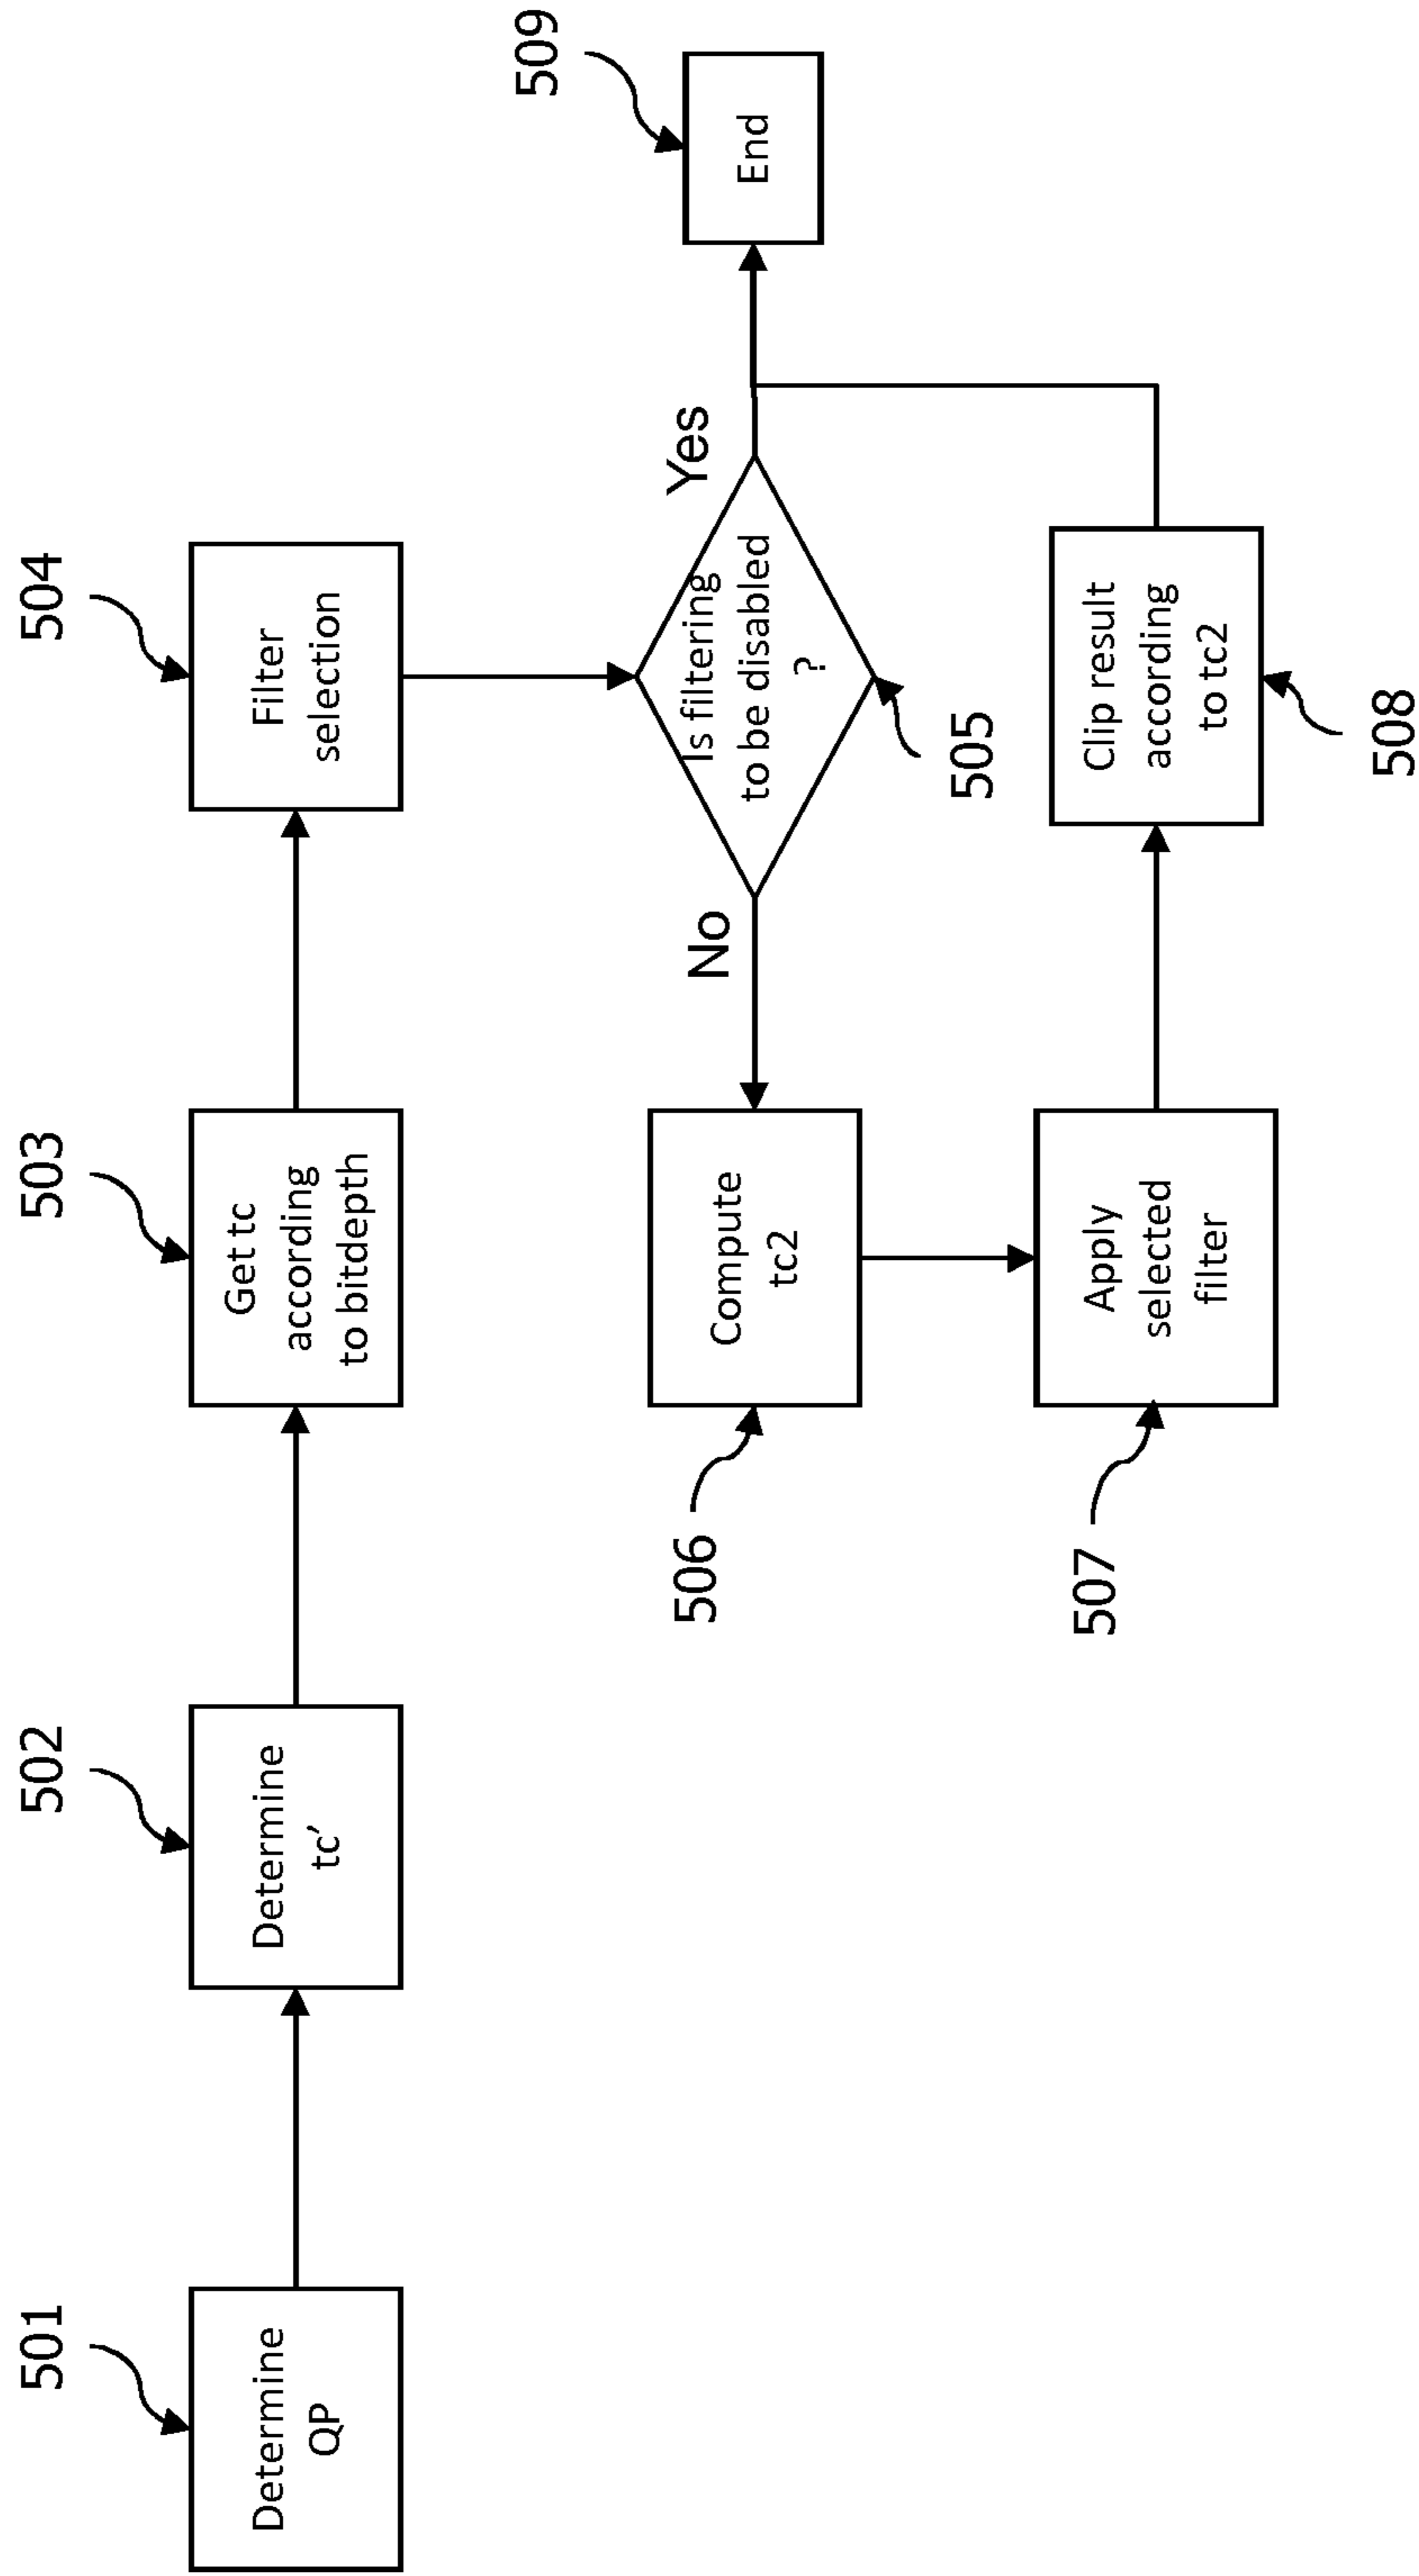 501
Determine
QP
502
Determine
tc’
503
Get tc
according
to bitdepth
504
Filter
selection
Is filtering
to be disabled
?
505
Yes
No
509
End
506
Compute
tc2
507
Apply
selected
filter
Clip result
according
to tc2
508